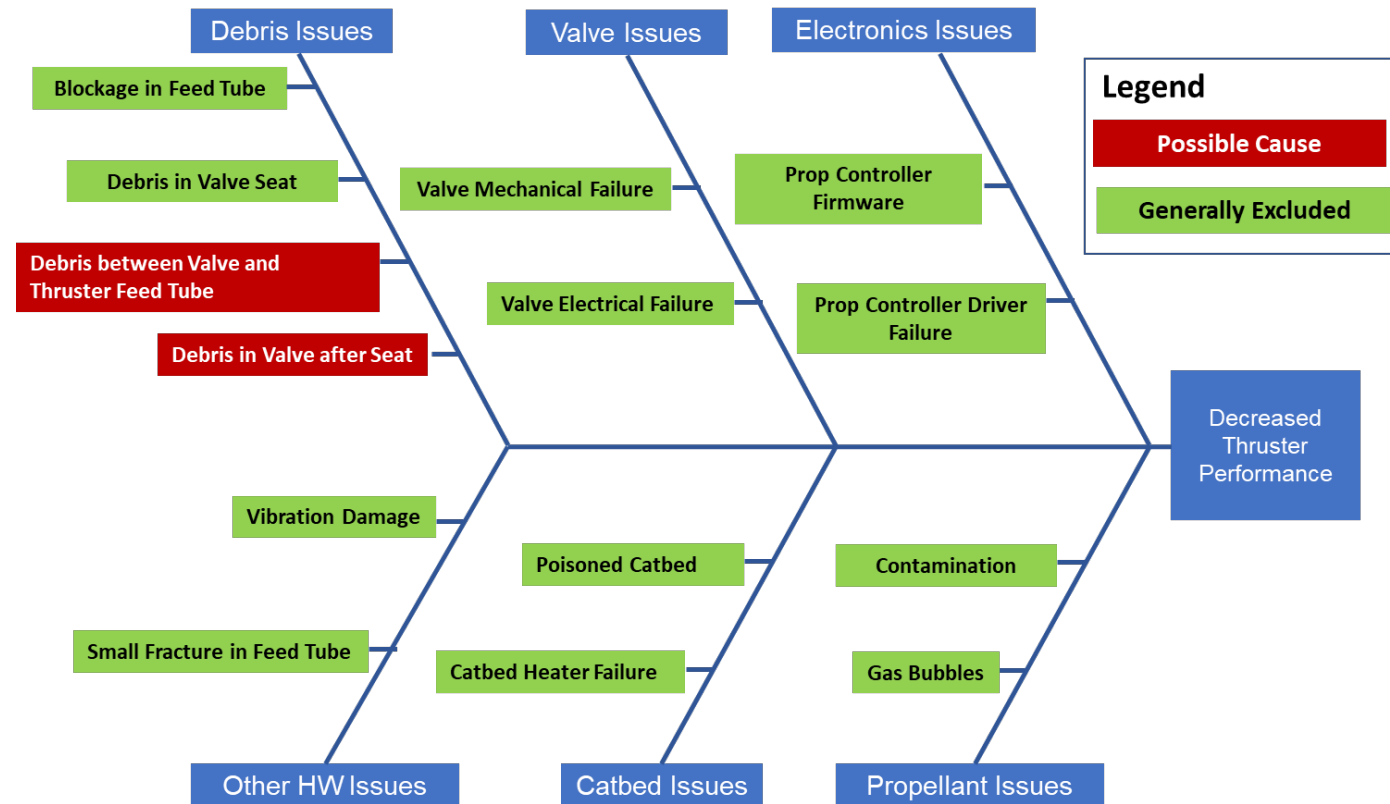 Debris Issues
Valve Issues
Electronics Issues
Blockage in Feed Tube
Debris in Valve Seat
Debris between Valve and
Thruster Feed Tube
Debris in Valve after Seat
Valve Mechanical Failure
Valve Electrical Failure
Prop Controller
Firmware
Prop Controller Driver
Failure
Legend
Possible Cause
Generally Excluded
Decreased
Thruster
Performance
Vibration Damage
Small Fracture in Feed Tube
Poisoned Catbed
Catbed Heater Failure
Contamination
Gas Bubbles
Other HW Issues
Catbed Issues
Propellant Issues